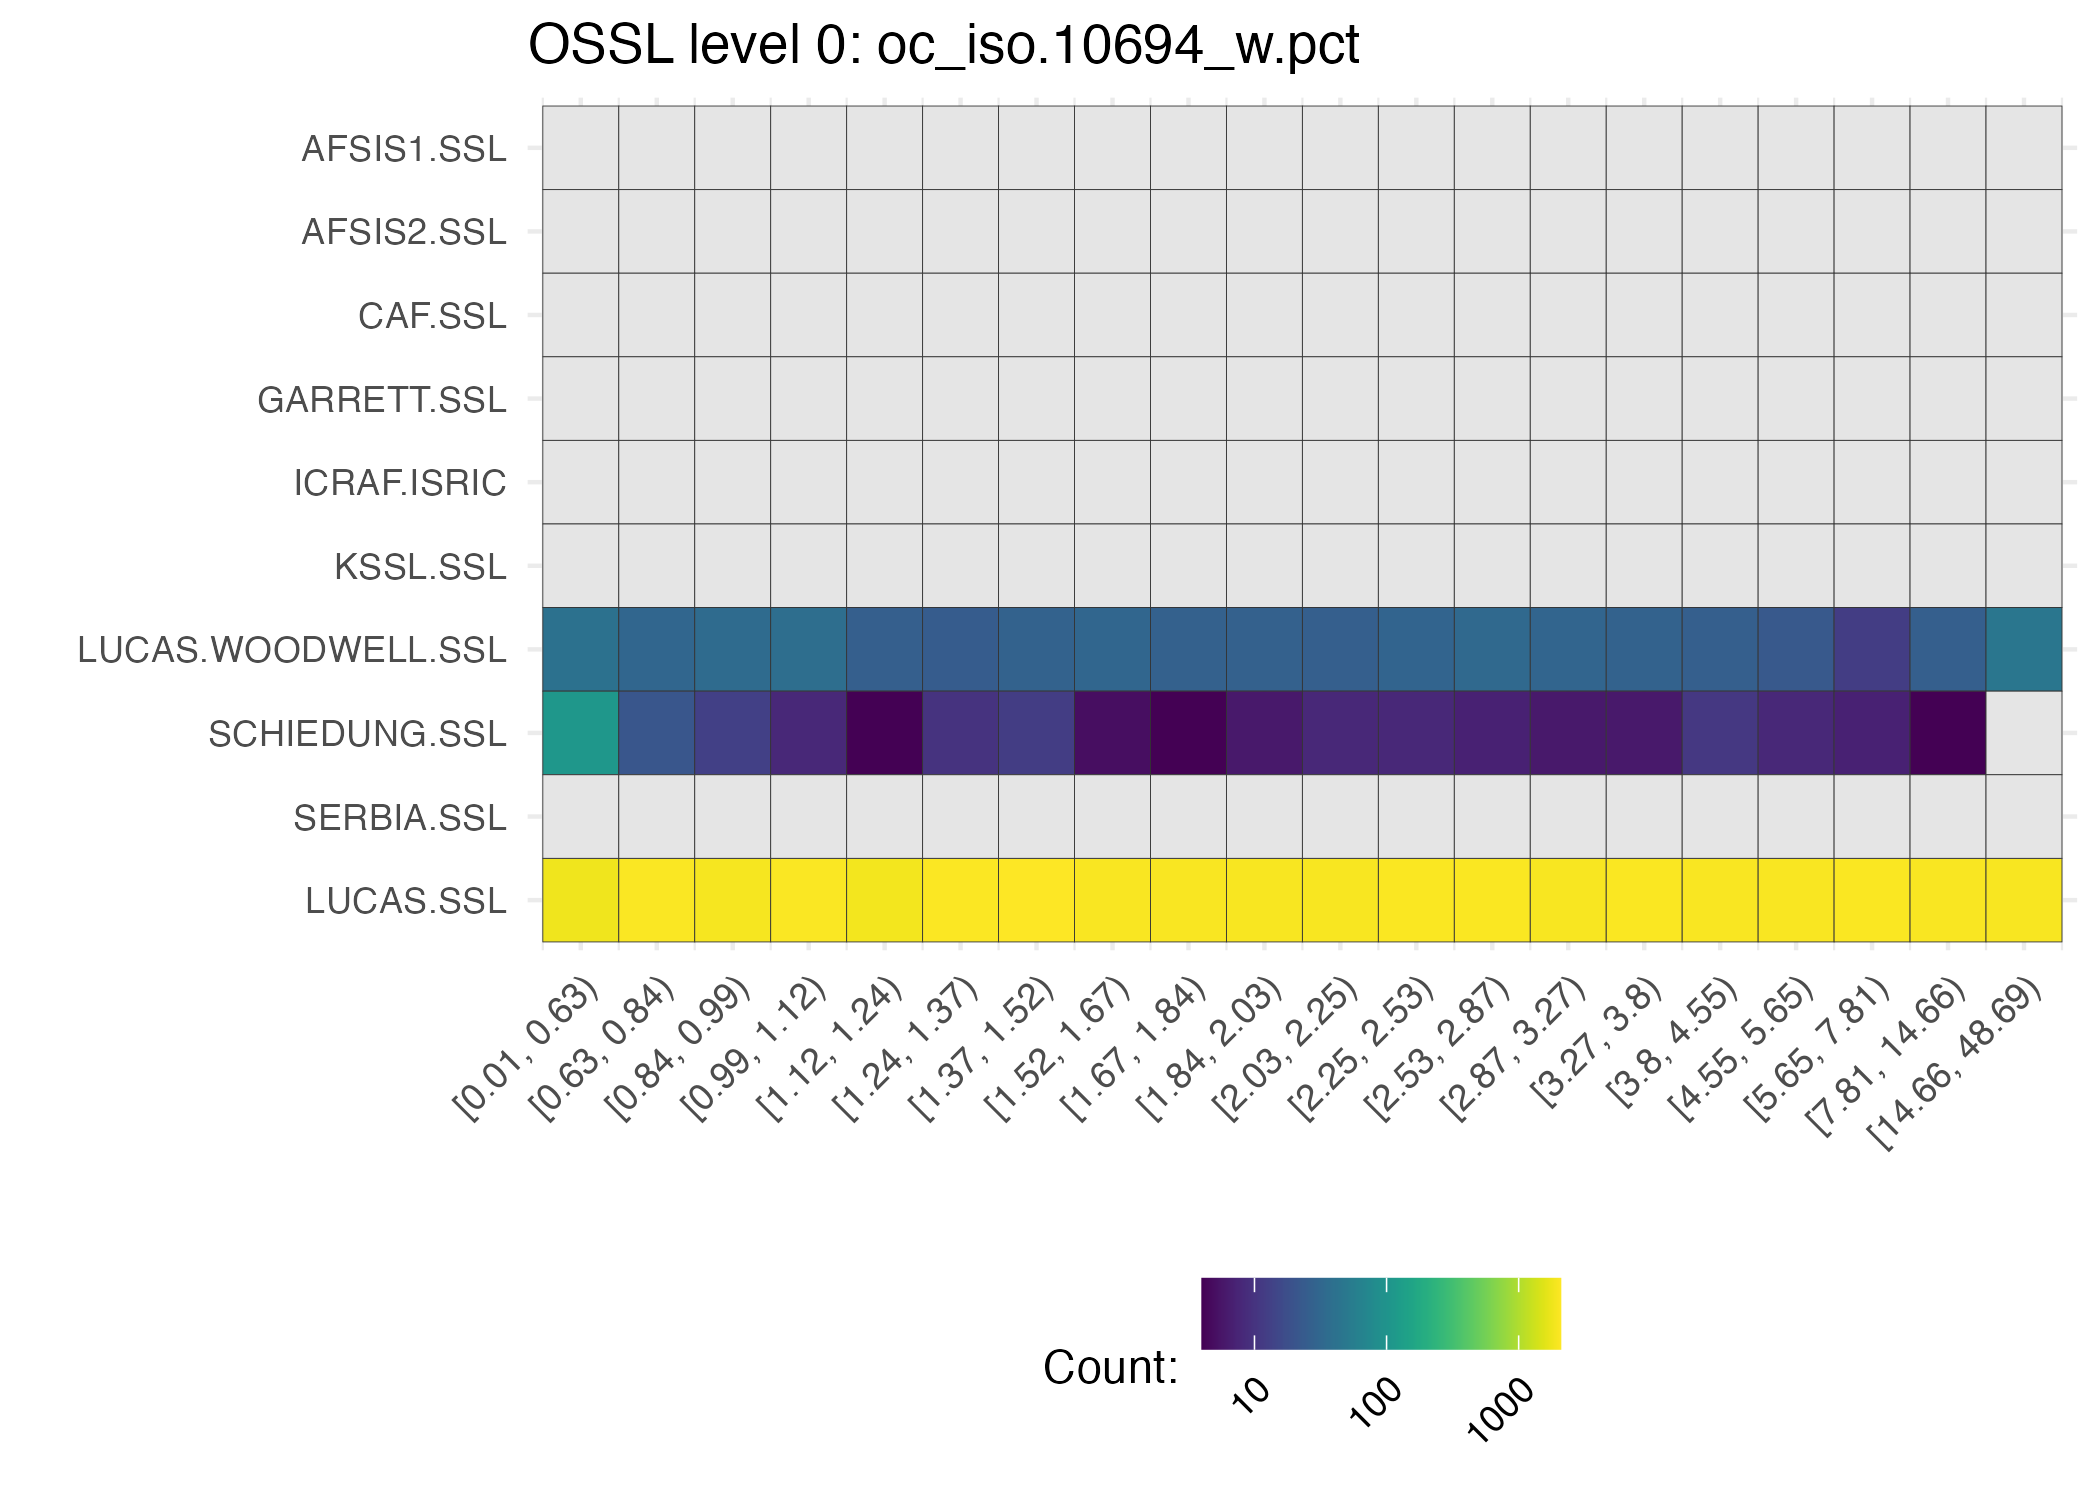 OSSL level 0: oc_iso.10694_w.pct
AFSIS1.SSL
AFSIS2.SSL
CAF.SSL
GARRETT.SSL
ICRAF.ISRIC
KSSL.SSL
LUCAS.WOODWELL.SSL
SCHIEDUNG.SSL
SERBIA.SSL
LUCAS.SSL
[0.01, 0.63)
[0.63, 0.84)
[0.84, 0.99)
[0.99, 1.12)
[1.12, 1.24)
[1.24, 1.37)
[1.37, 1.52)
[1.52, 1.67)
[1.67, 1.84)
[1.84, 2.03)
[2.03, 2.25)
[2.25, 2.53)
[2.53, 2.87)
[2.87, 3.27)
[3.27, 3.8)
[3.8, 4.55)
[4.55, 5.65)
[5.65, 7.81)
[7.81, 14.66)
[14.66, 48.69)
Count:
10
100
1000